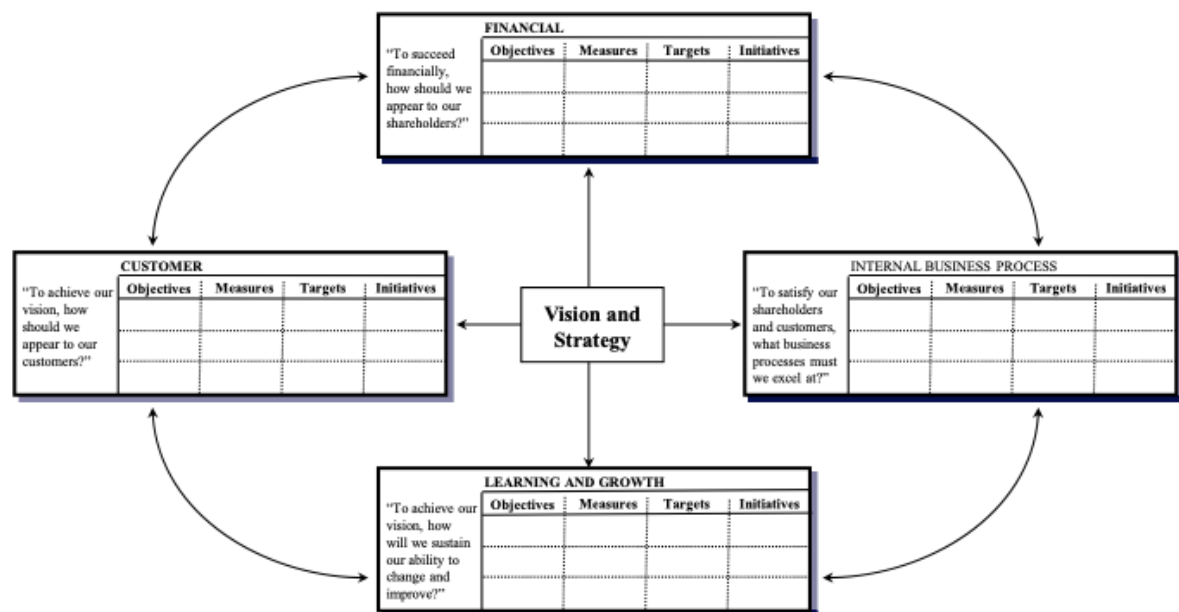 FINANCIAL
Objectives Measures Targets Initiatives
“To succeed
financially,
how should we
appear to our
shareholders?”
CUSTOMER
Objectives Measures Targets Initiatives
“To achieve our
vision, how
should we
appear to our
customers?”
Vision and
Strategy
INTERNAL BUSINESS PROCESS
Objectives Measures Targets Initiatives
“To satisfy our
shareholders
and customers,
what business
processes must
we excel at?”
LEARNING AND GROWTH
Objectives Measures Targets Initiatives
“To achieve our
vision, how
will we sustain
our ability to
change and
improve?”